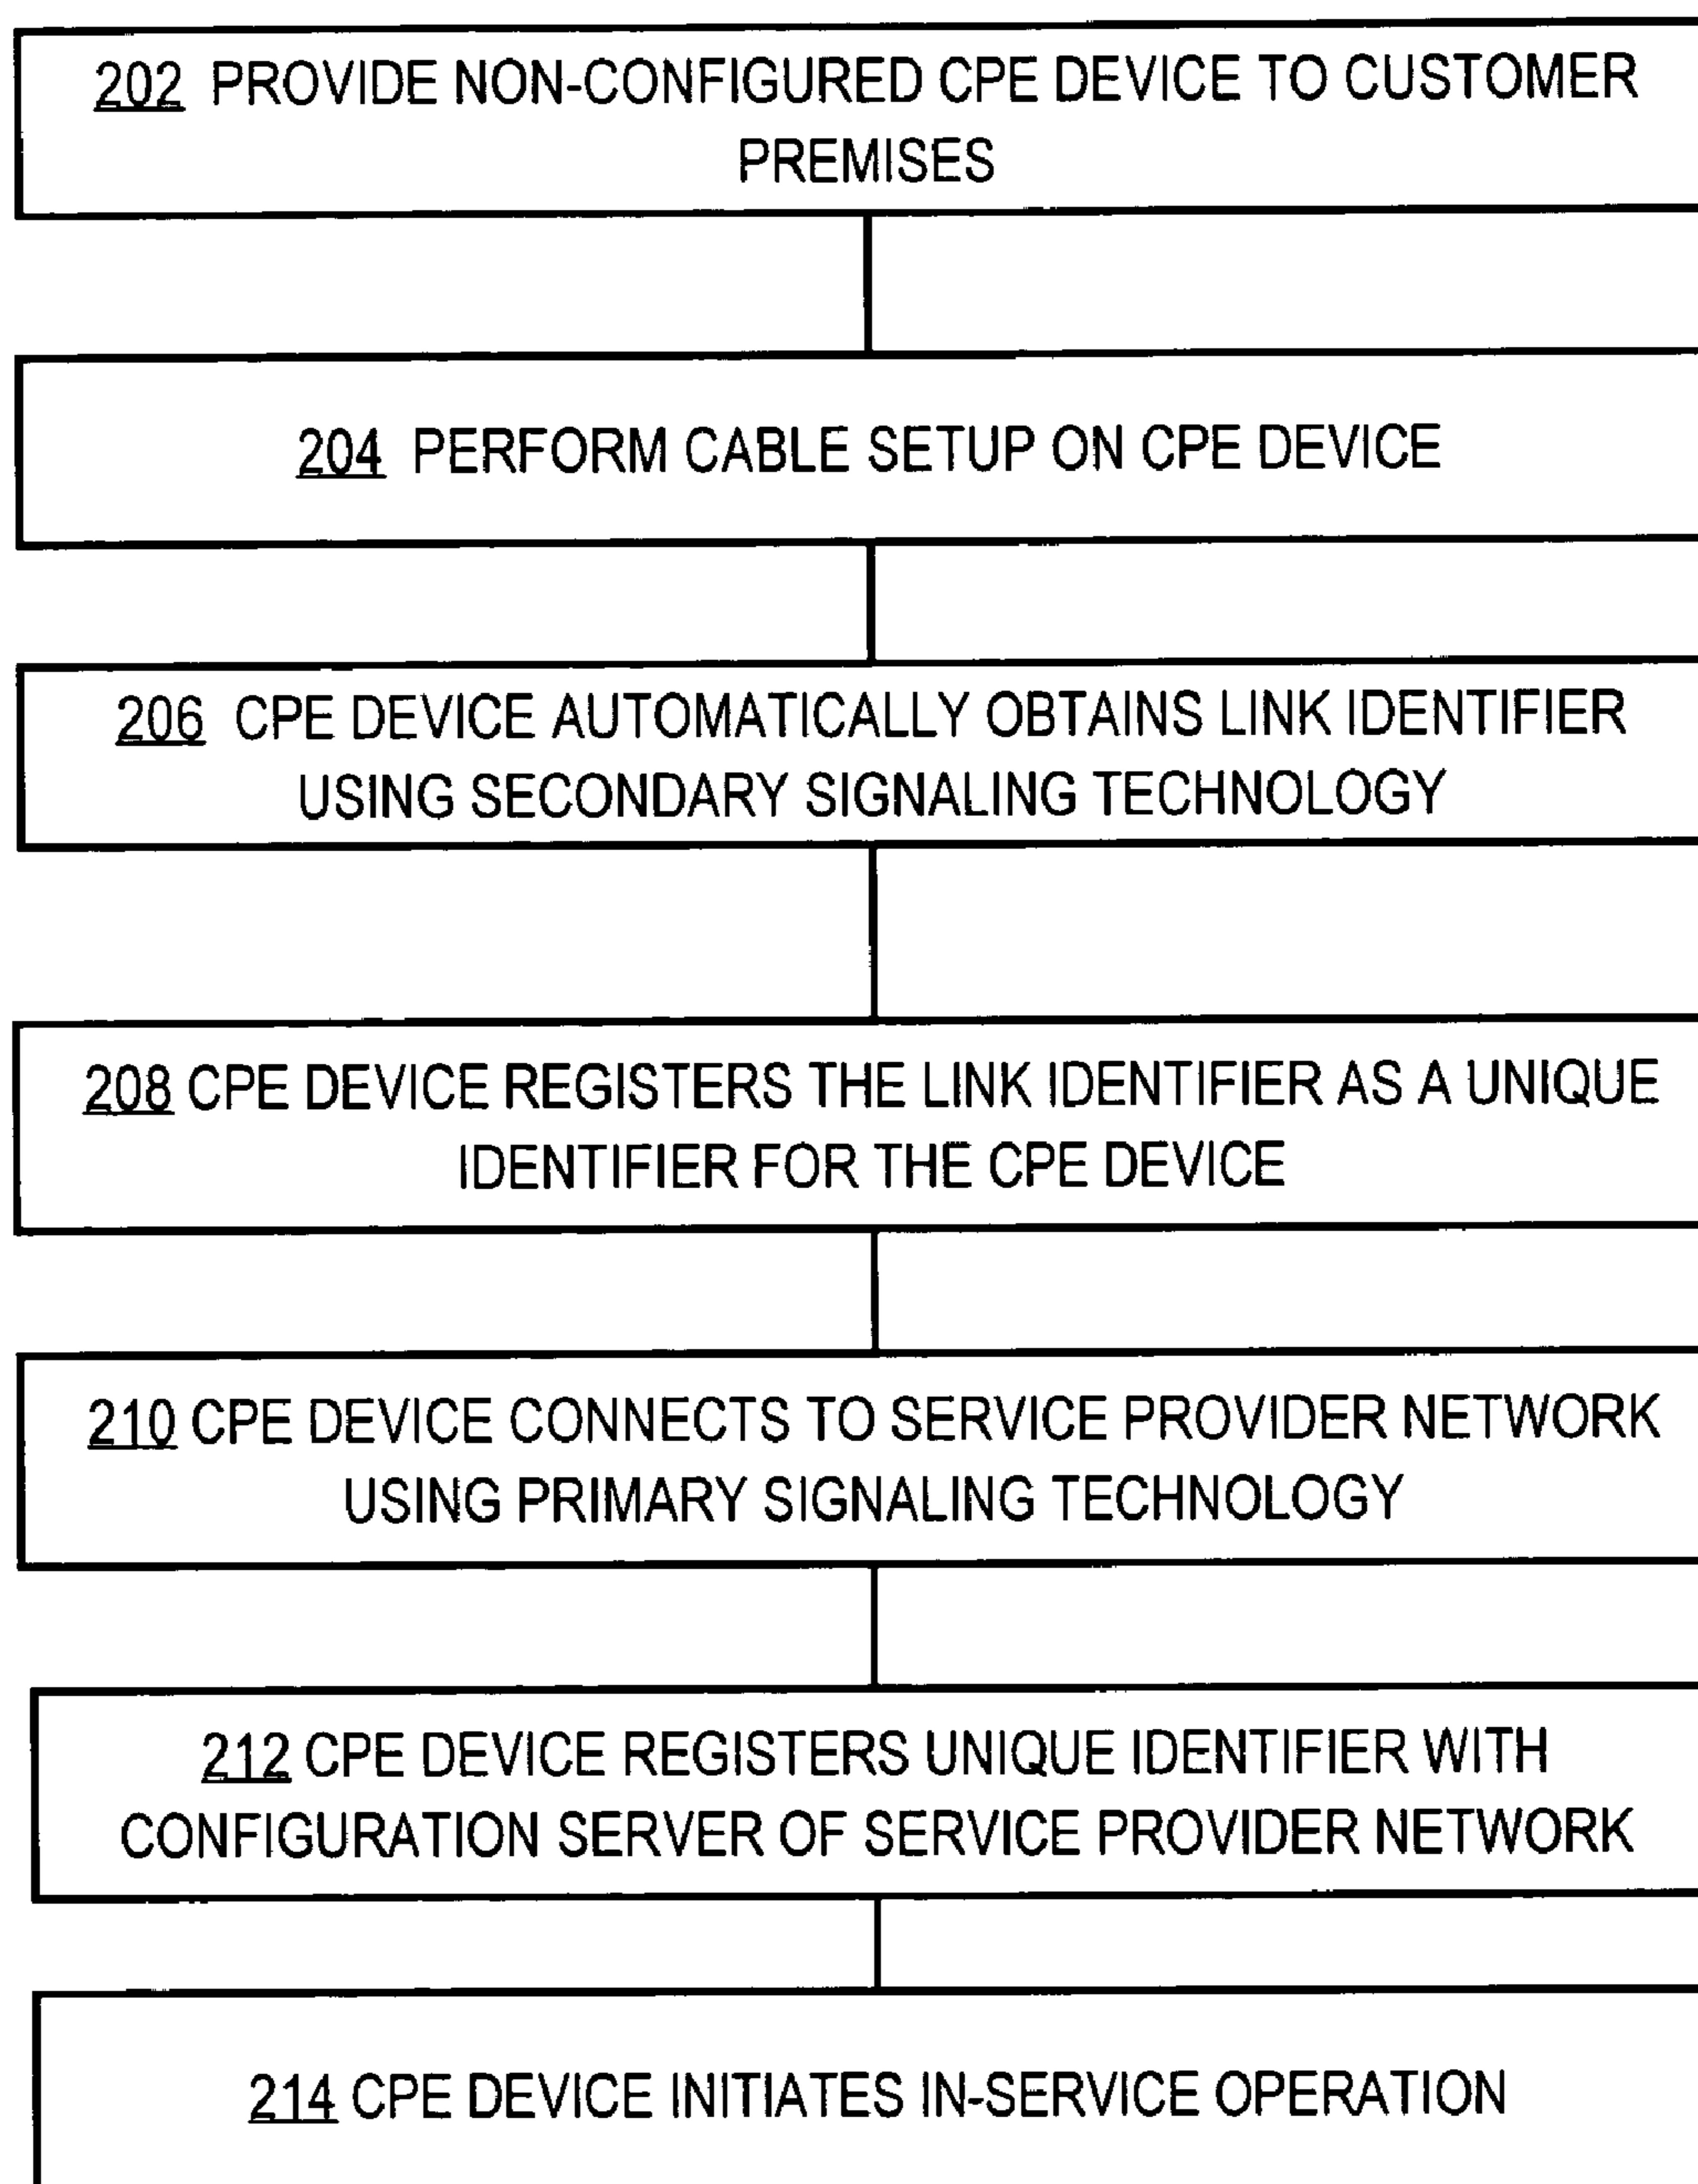 202 PROVIDE NON-CONFIGURED CPE DEVICE TO CUSTOMER
PREMISES
204 PERFORM CABLE SETUP ON CPE DEVICE
206 CPE DEVICE AUTOMATICALLY OBTAINS LINK IDENTIFIER
USING SECONDARY SIGNALING TECHNOLOGY
208 CPE DEVICE REGISTERS THE LINK IDENTIFIER AS A UNIQUE
IDENTIFIER FOR THE CPE DEVICE
210 CPE DEVICE CONNECTS TO SERVICE PROVIDER NETWORK
USING PRIMARY SIGNALING TECHNOLOGY
212 CPE DEVICE REGISTERS UNIQUE IDENTIFIER WITH
CONFIGURATION SERVER OF SERVICE PROVIDER NETWORK
214 CPE DEVICE INITIATES IN-SERVICE OPERATION